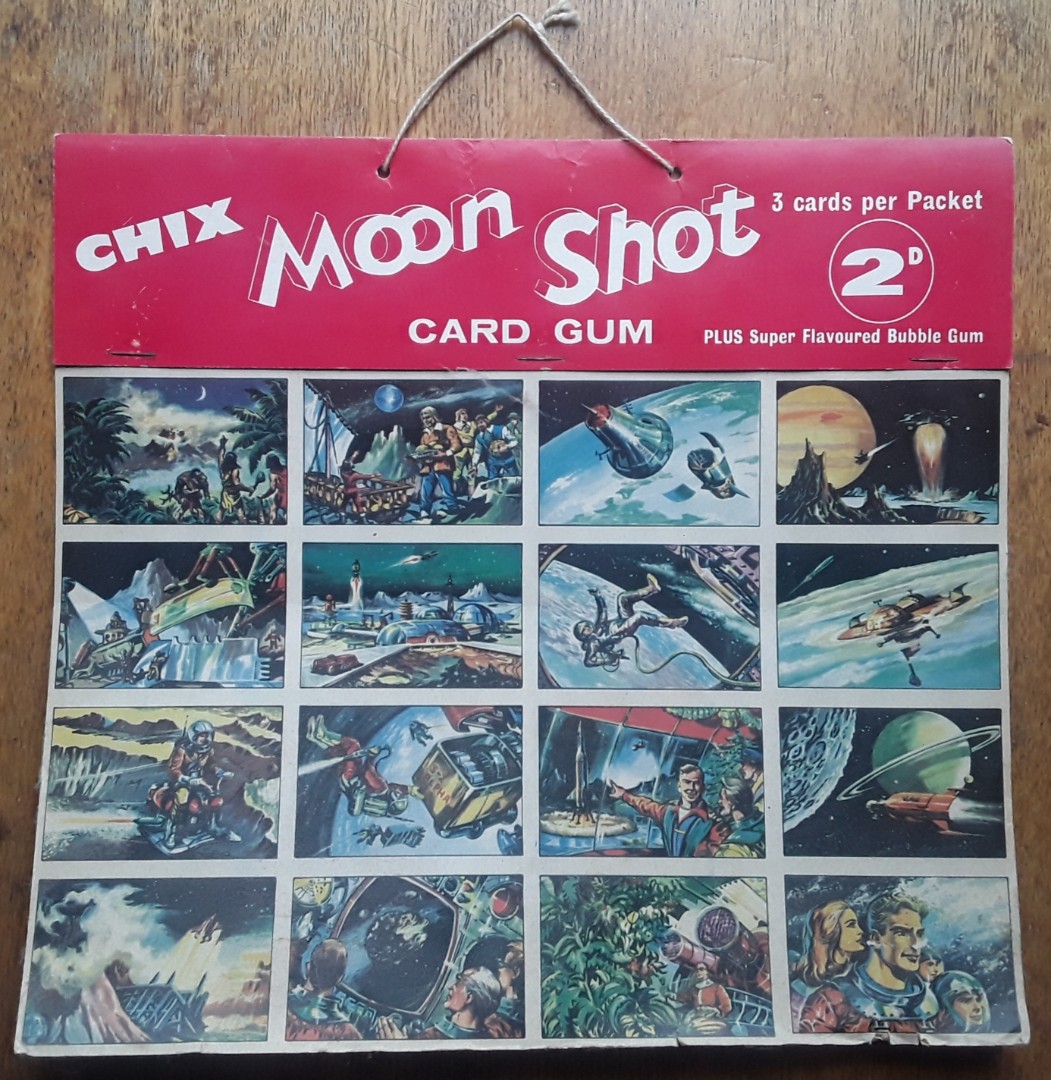 CHIX
Moon Shot
3 cards per Packet
2D
CARD GUM
PLUS Super Flavoured Bubble Gum